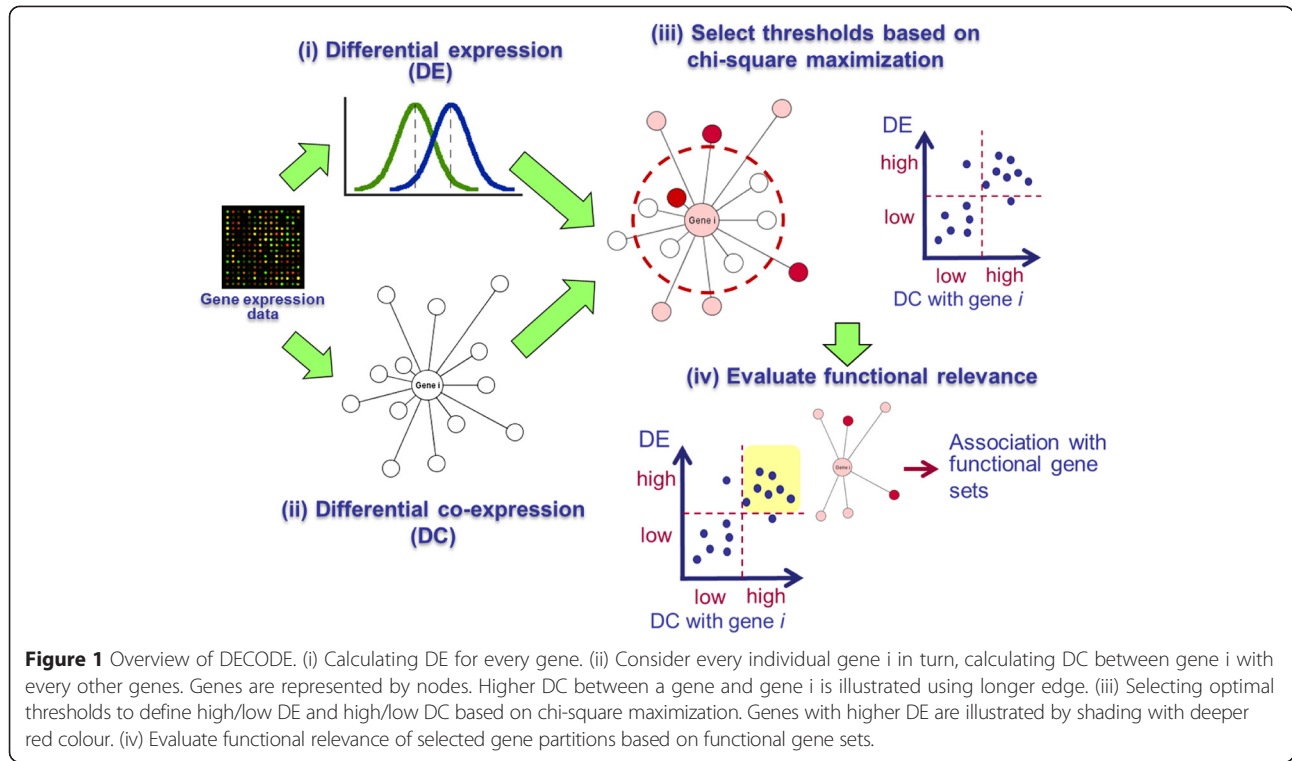 (i) Differential expression
(DE)
Gene expression
data
Gene i
(ii) Differential co-expression
(DC)
(iii) Select thresholds based on
chi-square maximization
Gene i
DE
high
low
low high
DC with gene i
(iv) Evaluate functional relevance
DE
high
low
low high
DC with gene i
Gene i
Association with
functional gene
sets
Figure 1 Overview of DECODE. (i) Calculating DE for every gene. (ii) Consider every individual gene i in turn, calculating DC between gene i with
every other genes. Genes are represented by nodes. Higher DC between a gene and gene i is illustrated using longer edge. (iii) Selecting optimal
thresholds to define high/low DE and high/low DC based on chi-square maximization. Genes with higher DE are illustrated by shading with deeper
red colour. (iv) Evaluate functional relevance of selected gene partitions based on functional gene sets.